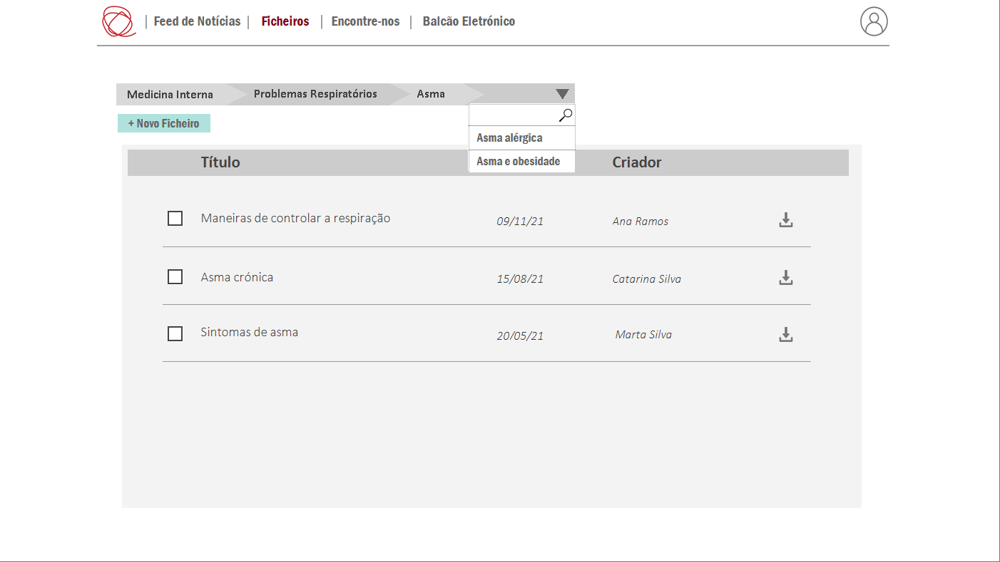 Feed de Notícias | Ficheiros | Encontre-nos | Balcão Eletrónico
Medicina Interna Problemas Respiratórios Asma
+ Novo Ficheiro
Asma alérgica
Asma e obesidade
Título Criador
Maneiras de controlar a respiração 09/11/21 Ana Ramos
Asma crónica 15/08/21 Catarina Silva
Sintomas de asma 20/05/21 Marta Silva